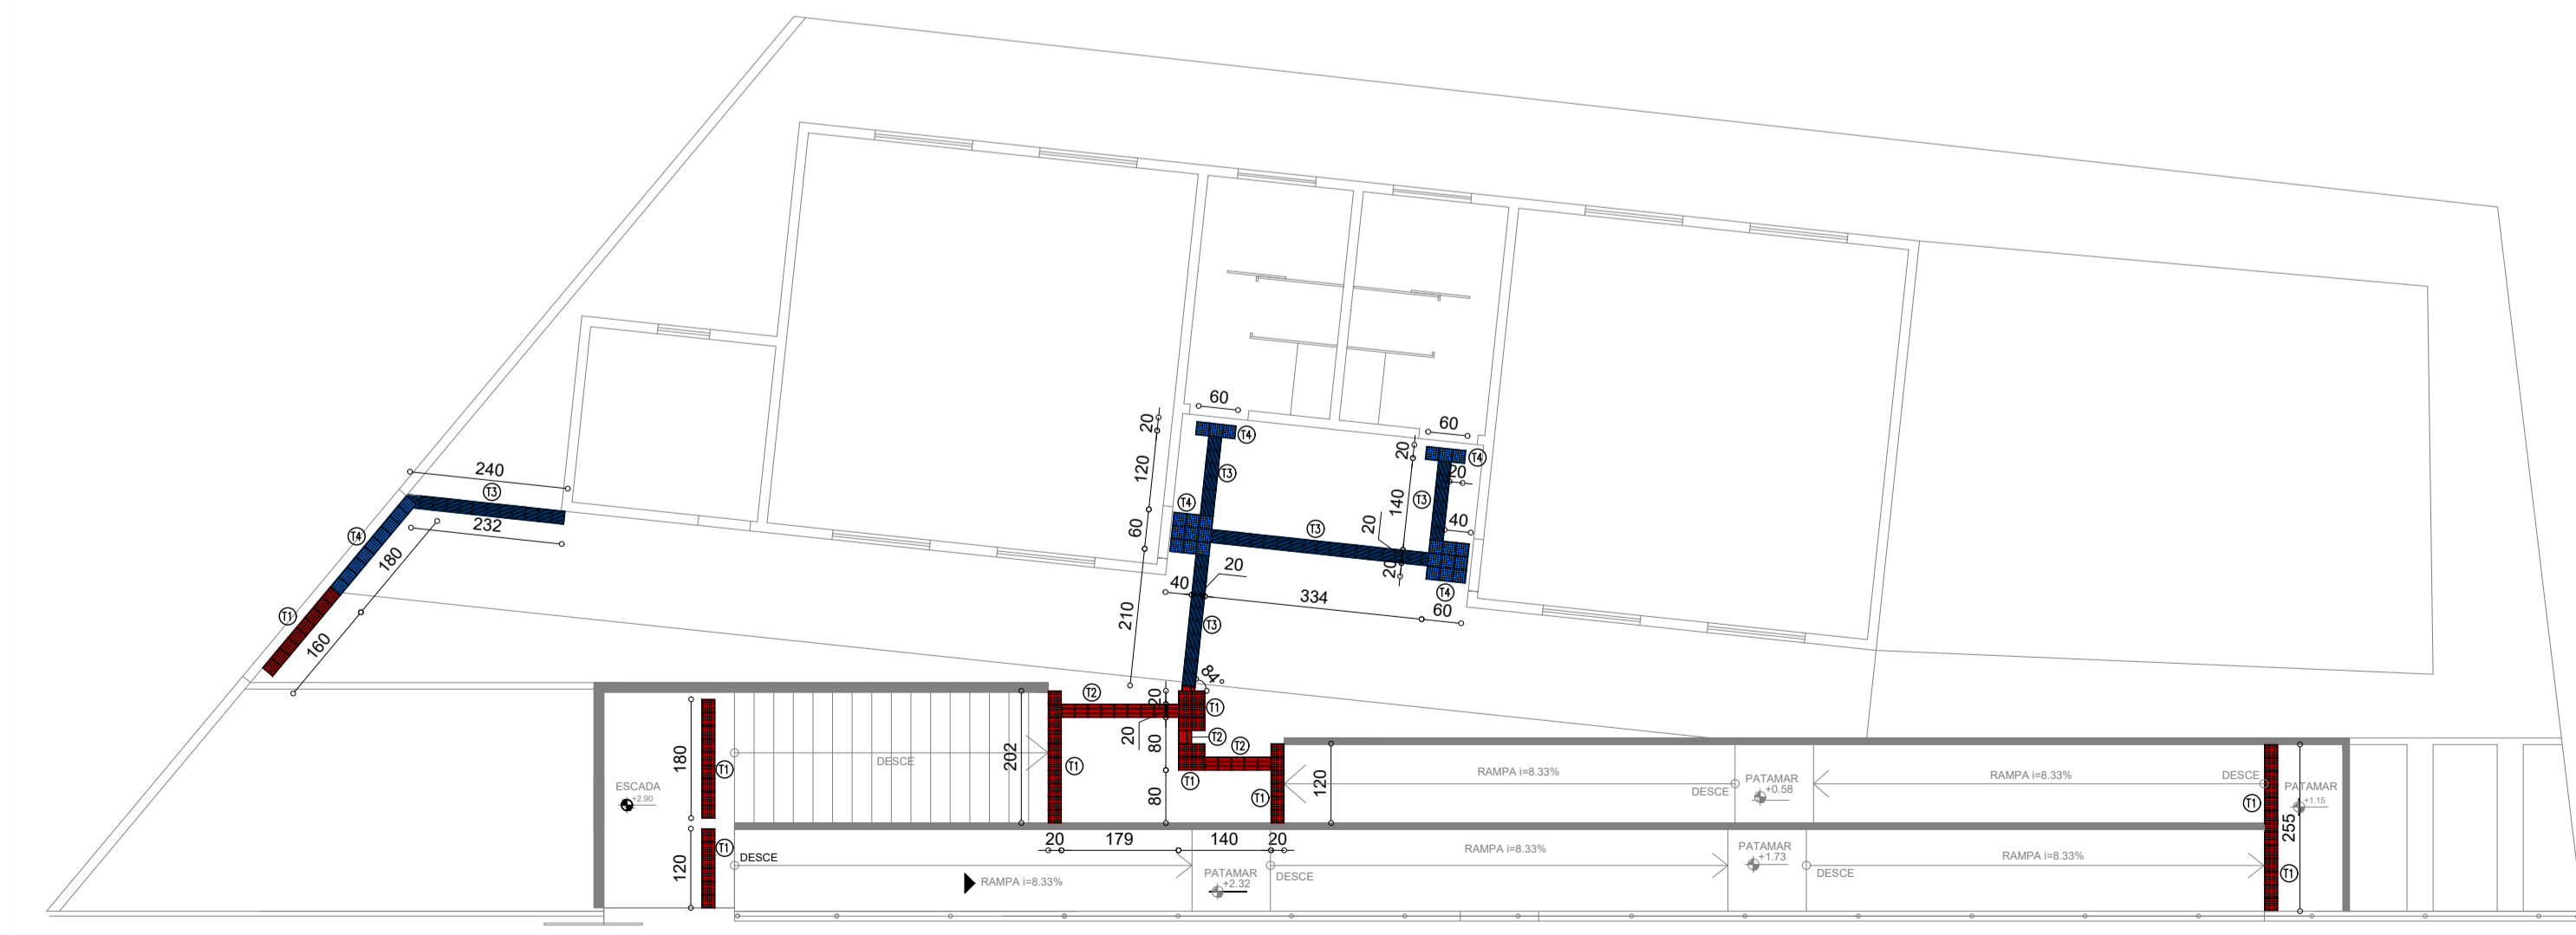 60
20
T4
60
20
T4
20
120
T3
140
T3
240
T3
T4
40
20
60
T3
232
T4
20
180
20
40
334
T4
60
T1
210
T3
160
84°
T2
20
T1
20
80
T2
T2
180
202
T1
DESCE
T1
T1
120
RAMPA i=8.33%
DESCE
PATAMAR
+0.58
RAMPA i=8.33%
DESCE
PATAMAR
+1.15
T1
ESCADA
+2.90
80
T1
255
120
T1
DESCE
20
179
140
20
RAMPA i=8.33%
PATAMAR
+2.32
DESCE
RAMPA i=8.33%
PATAMAR
+1.73
DESCE
RAMPA i=8.33%
T1